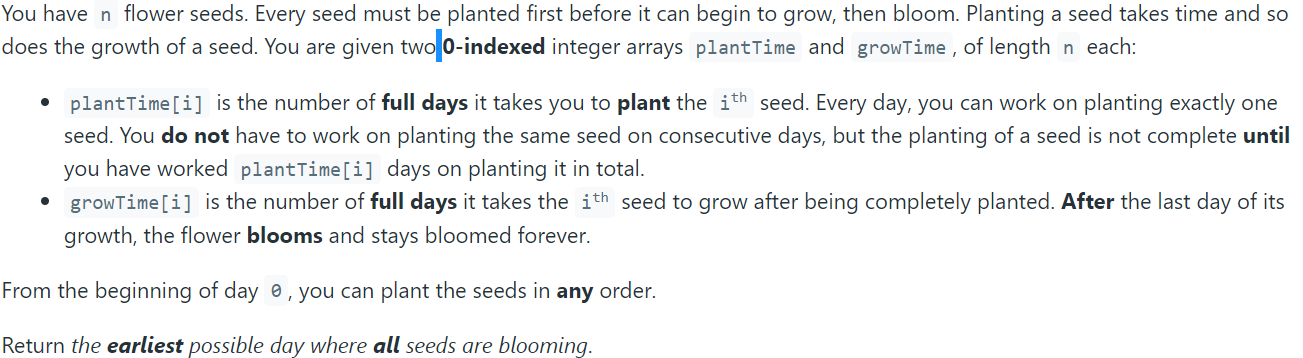 You have n flower seeds. Every seed must be planted first before it can begin to grow, then bloom. Planting a seed takes time and so
does the growth of a seed. You are given two 0-indexed integer arrays plantTime and growTime, of length n each:
• plantTime[i] is the number of full days it takes you to plant the iᵗʰ seed. Every day, you can work on planting exactly one
seed. You do not have to work on planting the same seed on consecutive days, but the planting of a seed is not complete until
you have worked plantTime[i] days on planting it in total.
• growTime[i] is the number of full days it takes the iᵗʰ seed to grow after being completely planted. After the last day of its
growth, the flower blooms and stays bloomed forever.
From the beginning of day 0, you can plant the seeds in any order.
Return the earliest possible day where all seeds are blooming.